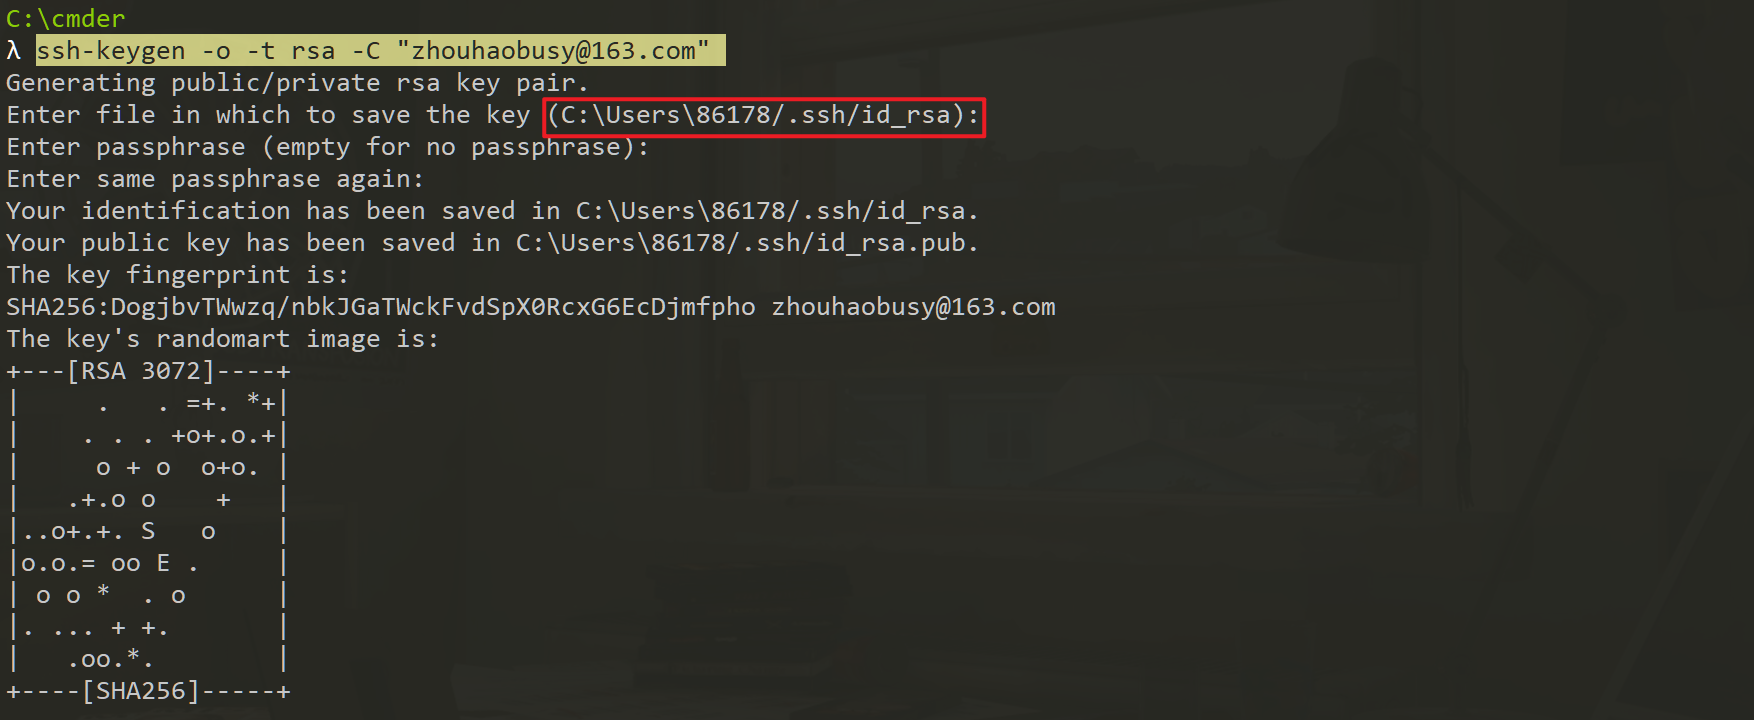 C:\cmder
λ ssh-keygen -o -t rsa -C "zhouhaobusy@163.com"
Generating public/private rsa key pair.
Enter file in which to save the key (C:\Users\86178/.ssh/id_rsa):
Enter passphrase (empty for no passphrase):
Enter same passphrase again:
Your identification has been saved in C:\Users\86178/.ssh/id_rsa.
Your public key has been saved in C:\Users\86178/.ssh/id_rsa.pub.
The key fingerprint is:
SHA256:DogjbvTWwzq/nbkJGaTWckFvdSpX0RcxG6EcDjmfpho zhouhaobusy@163.com
The key's randomart image is:
+---[RSA 3072]----+
|     .   . =+. *+|
|    . . . +o+.o.+|
|     o + o  o+o. |
|   .+.o o    +   |
|..o+.+. S   o    |
|o.o.= oo E .     |
| o o *  . o      |
|. ... + +.       |
|   .oo.*.        |
+----[SHA256]-----+